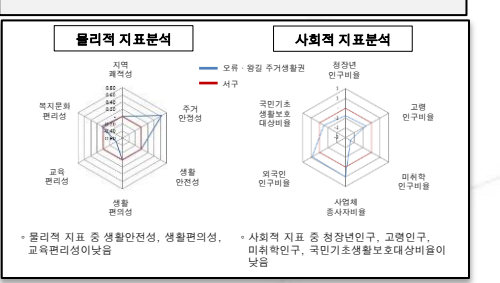 물리적 지표분석
사회적 지표분석
오류 · 왕길 주거생활권
서구
지역
쾌적성
주거
안정성
생활
안전성
생활
편의성
교육
편리성
복지문화
편리성
0.80
0.60
0.40
0.20
청장년
인구비율
고령
인구비율
미취학
인구비율
사업체
종사자비율
외국인
인구비율
국민기초
생활보호
대상비율
◦ 물리적 지표 중 생활안전성, 생활편의성,
교육편리성이낮음
◦ 사회적 지표 중 청장년인구, 고령인구,
미취학인구, 국민기초생활보호대상비율이
낮음